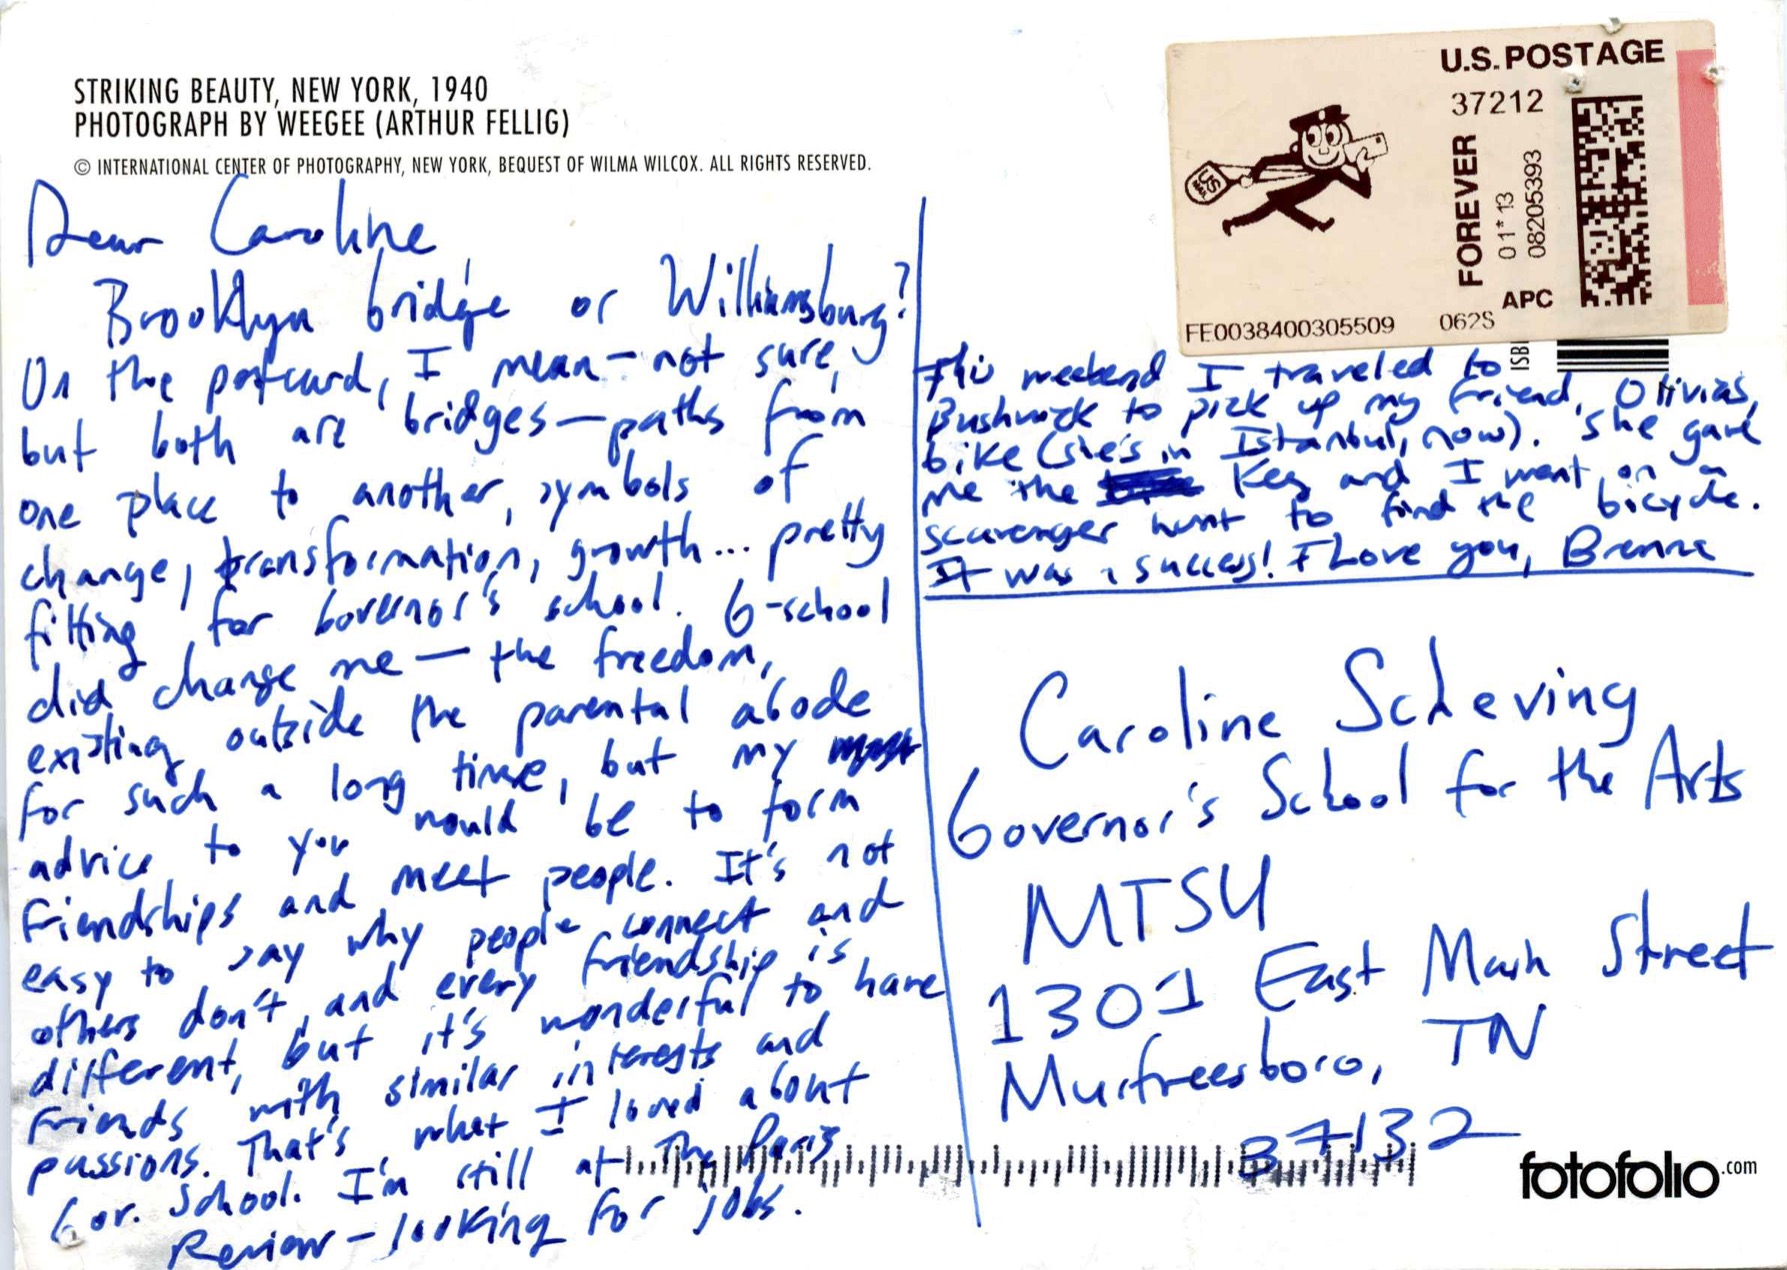 STRIKING BEAUTY, NEW YORK, 1940
PHOTOGRAPH BY WEEGEE (ARTHUR FELLIG)
© INTERNATIONAL CENTER OF PHOTOGRAPHY, NEW YORK, BEQUEST OF WILMA WILCOX. ALL RIGHTS RESERVED.
Dear Caroline
Brooklyn bridge or Williamsburg?
On the postcard, I mean — not sure,
but both are bridges — paths from
one place to another, symbols of
change, transformation, growth... pretty
fitting for Governor's school. G-school
did change me — the freedom,
existing outside the parental abode
for such a long time, but my
advice to you would be to form
friendships and meet people. It's not
easy to say why people connect and
others don't, and every friendship is
different, but it's wonderful to have
friends with similar interests and
passions. That's what I loved about
Gov. School. I'm still at The Paris
Review – looking for jobs.
U.S. POSTAGE
37212
FOREVER
01*13
08205393
APC
US
MAIL
FE0038400305509
062S
ISB
This weekend I traveled to
Bushwick to pick up my friend, Olivia's,
bike (she's in Istanbul, now). She gave
me the key and I went on a
scavenger hunt to find the bicycle.
It was a success! I Love you, Brenna
Caroline Scheving
Governor's School for the Arts
MTSU
1301 East Main Street
Murfreesboro, TN
37132
fotofolio.com